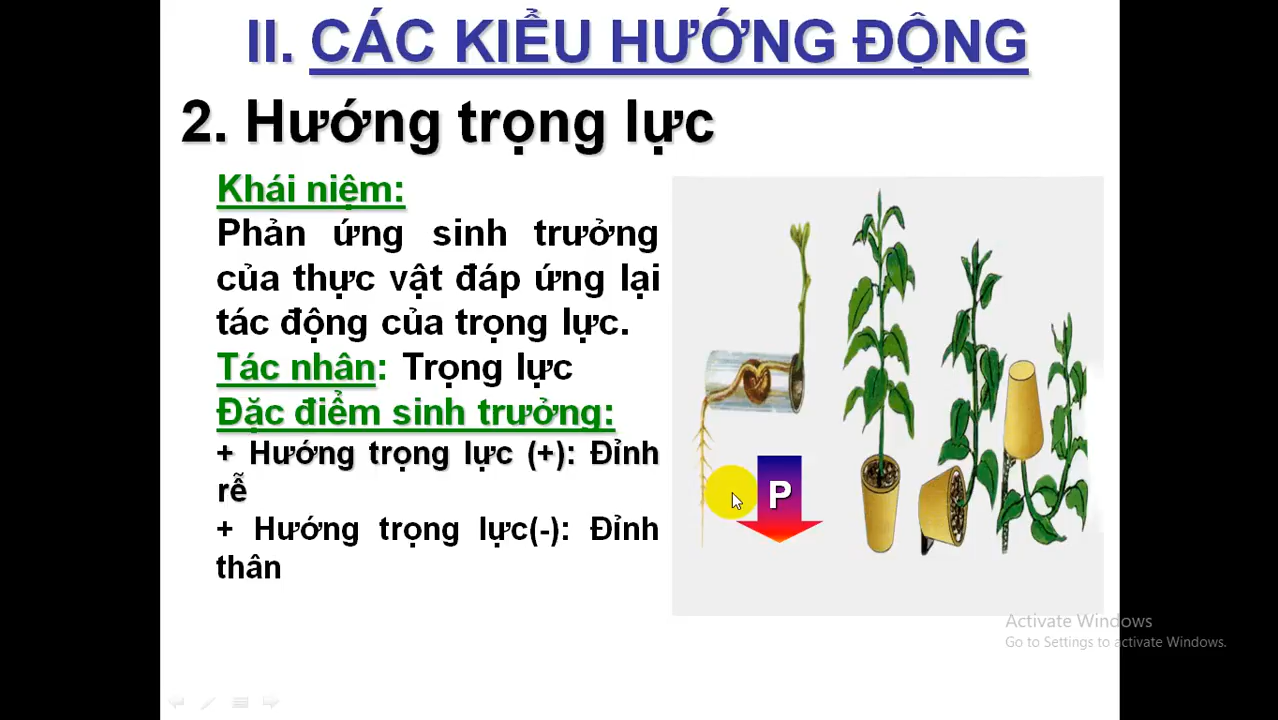 II. CÁC KIỂU HƯỚNG ĐỘNG
2. Hướng trọng lực
Khái niệm:
Phản ứng sinh trưởng
của thực vật đáp ứng lại
tác động của trọng lực.
Tác nhân: Trọng lực
Đặc điểm sinh trưởng:
+ Hướng trọng lực (+): Đỉnh
rễ
+ Hướng trọng lực(-): Đỉnh
thân
P
Activate Windows
Go to Settings to activate Windows.